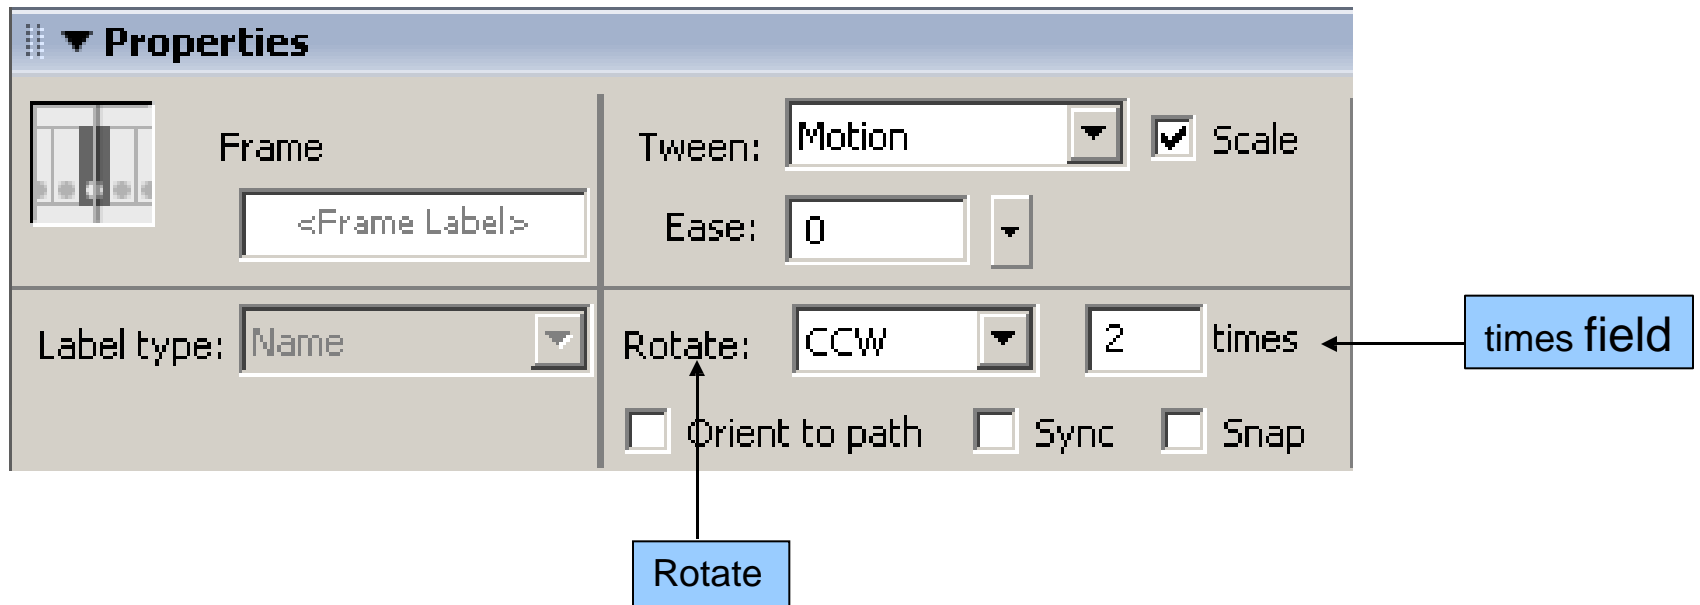 Properties
Frame
<Frame Label>
Tween: Motion Scale
Ease: 0
Label type: Name
Rotate: CCW 2 times
Orient to path Sync Snap
times field
Rotate